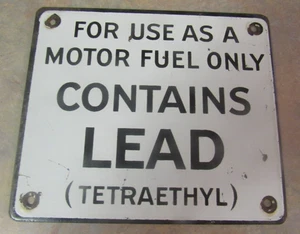 FOR USE AS A
MOTOR FUEL ONLY
CONTAINS
LEAD
(TETRAETHYL)